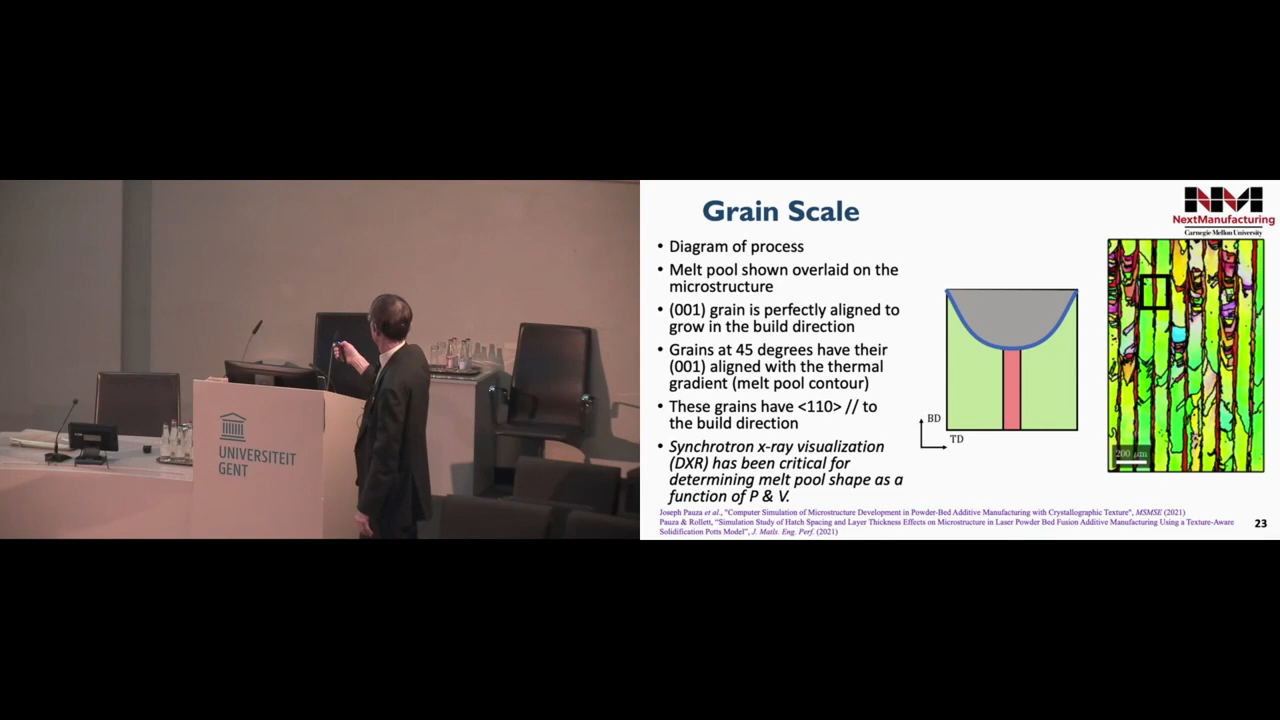 UNIVERSITEIT
GENT
Grain Scale
NextManufacturing
Carnegie Mellon University
• Diagram of process
• Melt pool shown overlaid on the
microstructure
• (001) grain is perfectly aligned to
grow in the build direction
• Grains at 45 degrees have their
(001) aligned with the thermal
gradient (melt pool contour)
• These grains have <110> // to
the build direction
• Synchrotron x-ray visualization
(DXR) has been critical for
determining melt pool shape as a
function of P & V.
BD
TD
200 μm
Joseph Pauza et al., "Computer Simulation of Microstructure Development in Powder-Bed Additive Manufacturing with Crystallographic Texture", MSMSE (2021)
Pauza & Rollett, “Simulation Study of Hatch Spacing and Layer Thickness Effects on Microstructure in Laser Powder Bed Fusion Additive Manufacturing Using a Texture-Aware
Solidification Potts Model”, J. Matls. Eng. Perf. (2021)
23